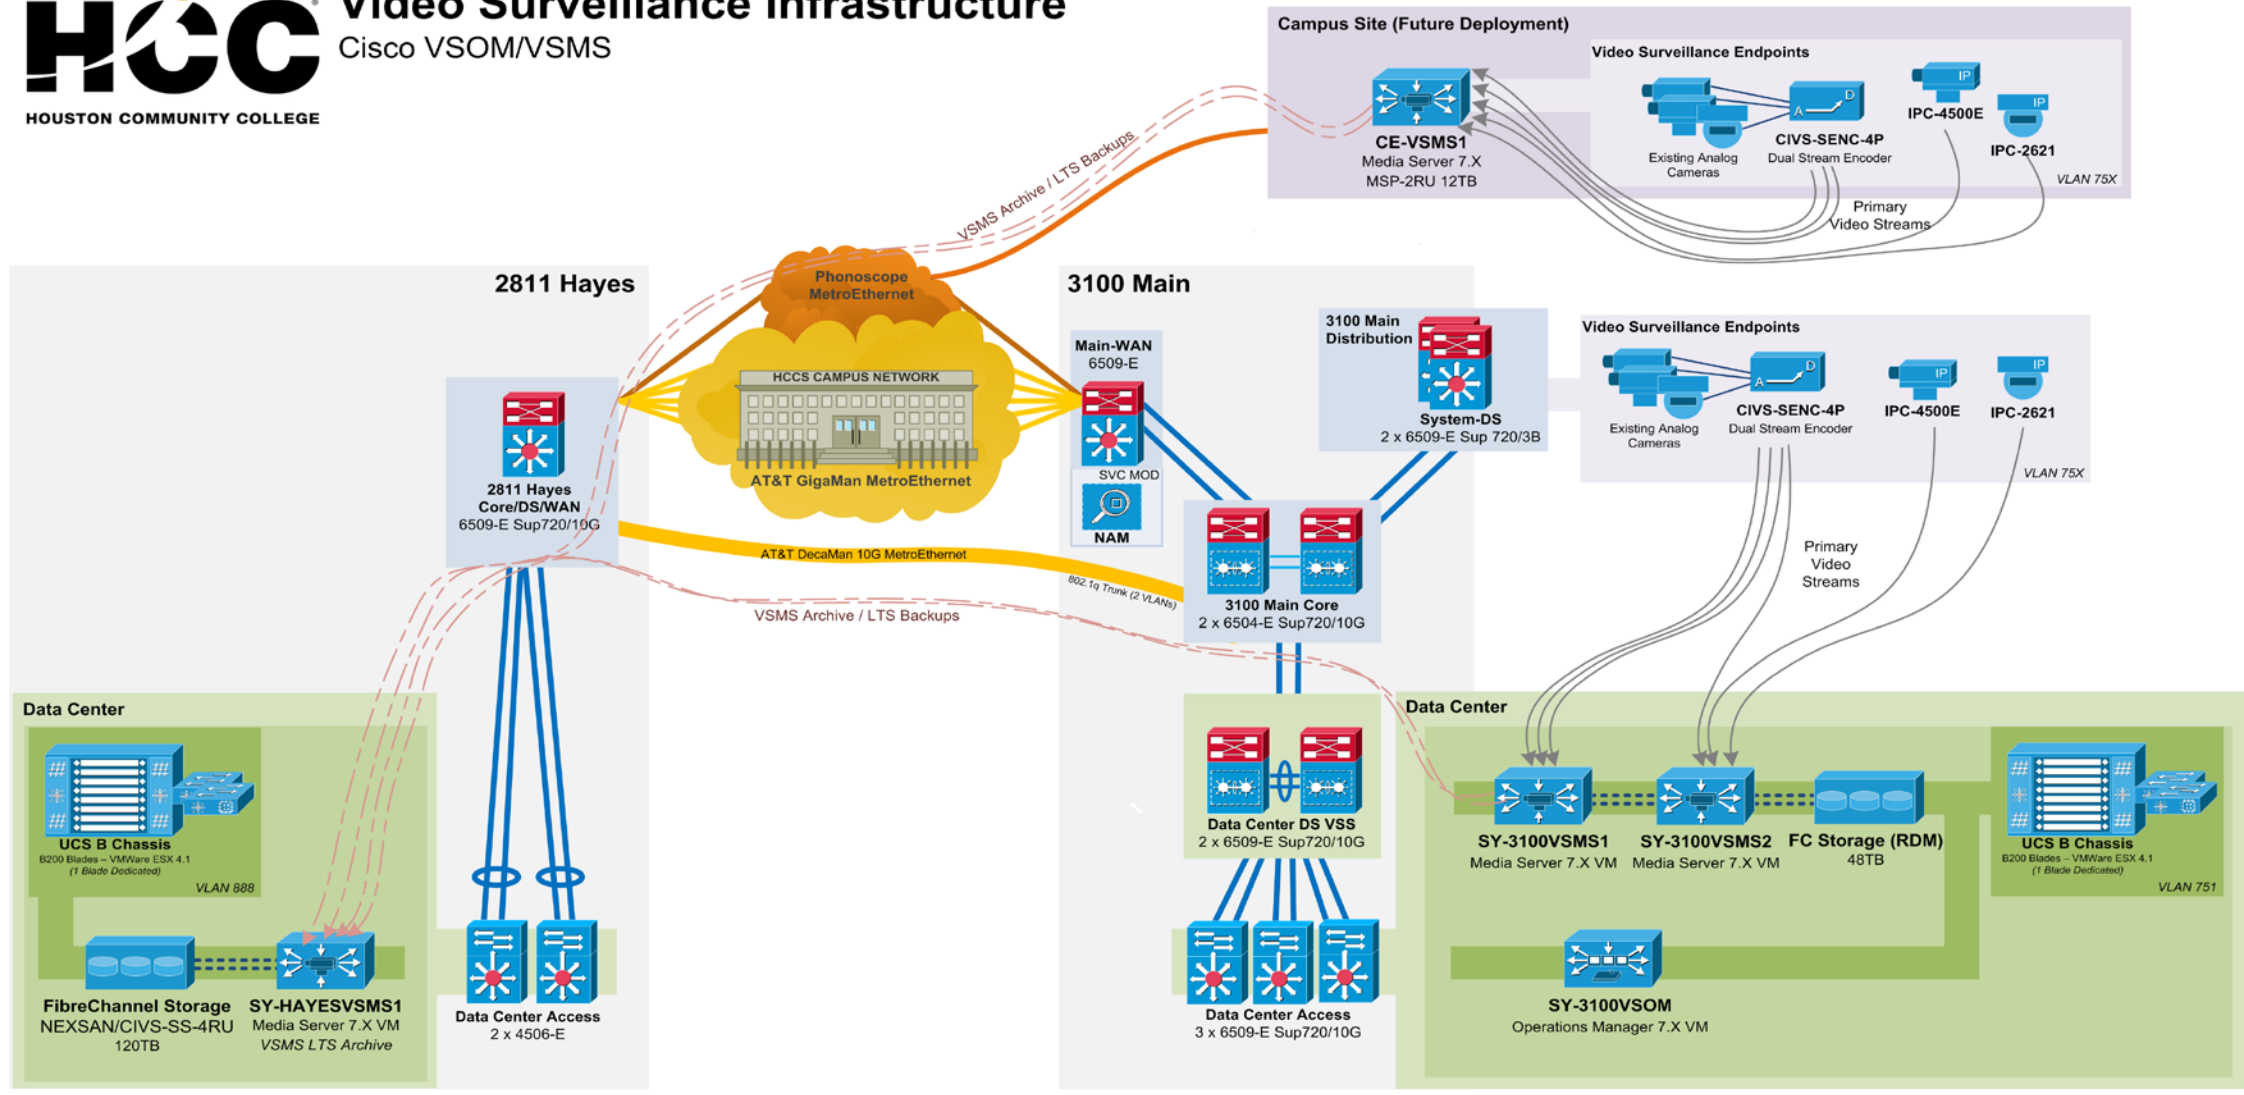 Video Surveillance Infrastructure
Cisco VSOM/VSMS
HCC
HOUSTON COMMUNITY COLLEGE
Campus Site (Future Deployment)
Video Surveillance Endpoints
CE-VSMS1
Media Server 7.X
MSP-2RU 12TB
Existing Analog
Cameras
A
D
CIVS-SENC-4P
Dual Stream Encoder
IP
IPC-4500E
IP
IPC-2621
VLAN 75X
Primary
Video Streams
VSMS Archive / LTS Backups
2811 Hayes
Phonoscope
MetroEthernet
HCCS CAMPUS NETWORK
AT&T GigaMan MetroEthernet
2811 Hayes
Core/DS/WAN
6509-E Sup720/10G
AT&T DecaMan 10G MetroEthernet
802.1q Trunk (2 VLANs)
VSMS Archive / LTS Backups
3100 Main
Main-WAN
6509-E
SVC MOD
NAM
3100 Main
Distribution
System-DS
2 x 6509-E Sup 720/3B
Video Surveillance Endpoints
Existing Analog
Cameras
A
D
CIVS-SENC-4P
Dual Stream Encoder
IP
IPC-4500E
IP
IPC-2621
VLAN 75X
Primary
Video
Streams
3100 Main Core
2 x 6504-E Sup720/10G
Data Center
UCS B Chassis
B200 Blades – VMWare ESX 4.1
(1 Blade Dedicated)
VLAN 888
FibreChannel Storage
NEXSAN/CIVS-SS-4RU
120TB
SY-HAYESVSMS1
Media Server 7.X VM
VSMS LTS Archive
Data Center Access
2 x 4506-E
Data Center DS VSS
2 x 6509-E Sup720/10G
Data Center Access
3 x 6509-E Sup720/10G
Data Center
SY-3100VSMS1
Media Server 7.X VM
SY-3100VSMS2
Media Server 7.X VM
FC Storage (RDM)
48TB
UCS B Chassis
B200 Blades – VMWare ESX 4.1
(1 Blade Dedicated)
VLAN 751
SY-3100VSOM
Operations Manager 7.X VM